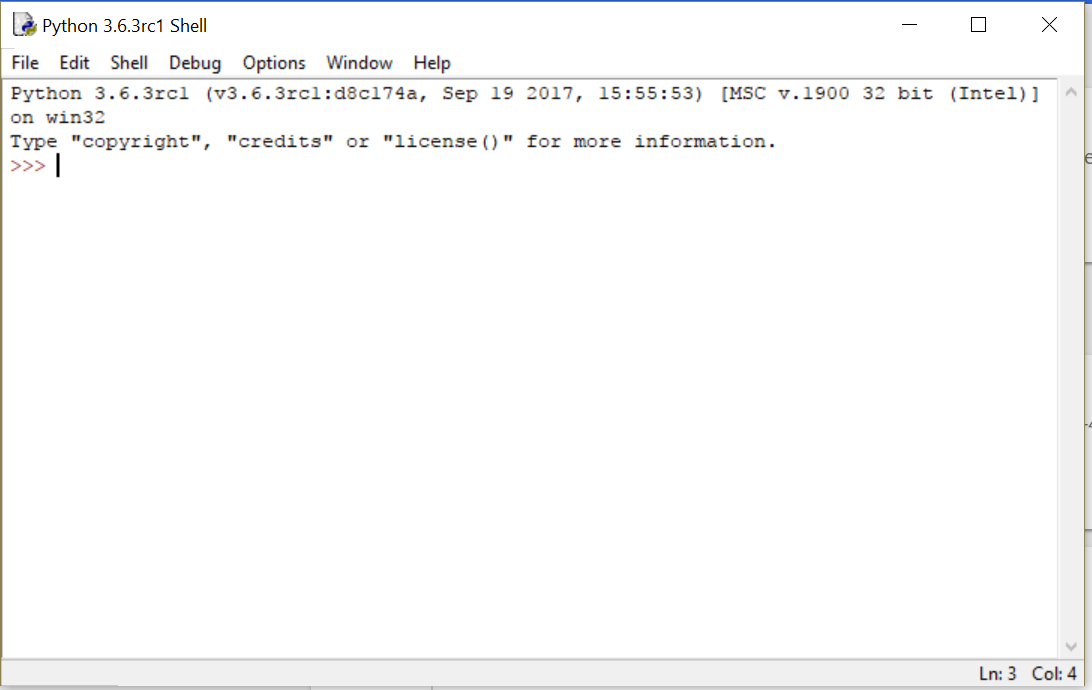 Python 3.6.3rc1 Shell
File Edit Shell Debug Options Window Help
Python 3.6.3rc1 (v3.6.3rc1:d8c174a, Sep 19 2017, 15:55:53) [MSC v.1900 32 bit (Intel)]
on win32
Type "copyright", "credits" or "license()" for more information.
>>>
Ln: 3 Col: 4